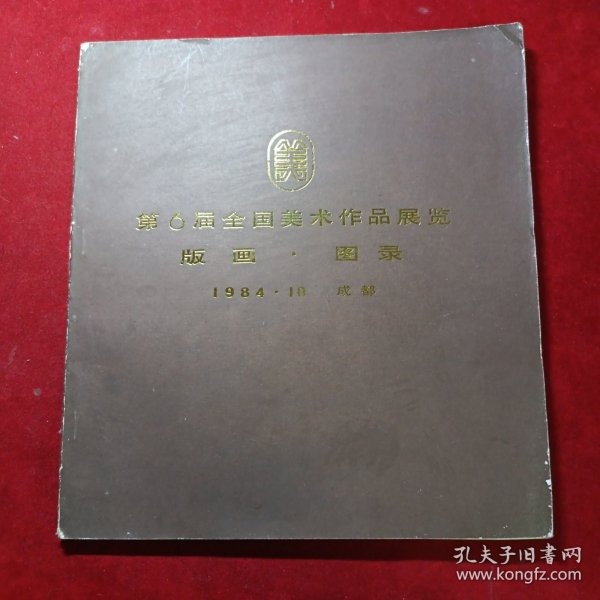 美
第6届全国美术作品展览
版画·图录
1984·10 成都
孔夫子旧书网
www.kongfz.com